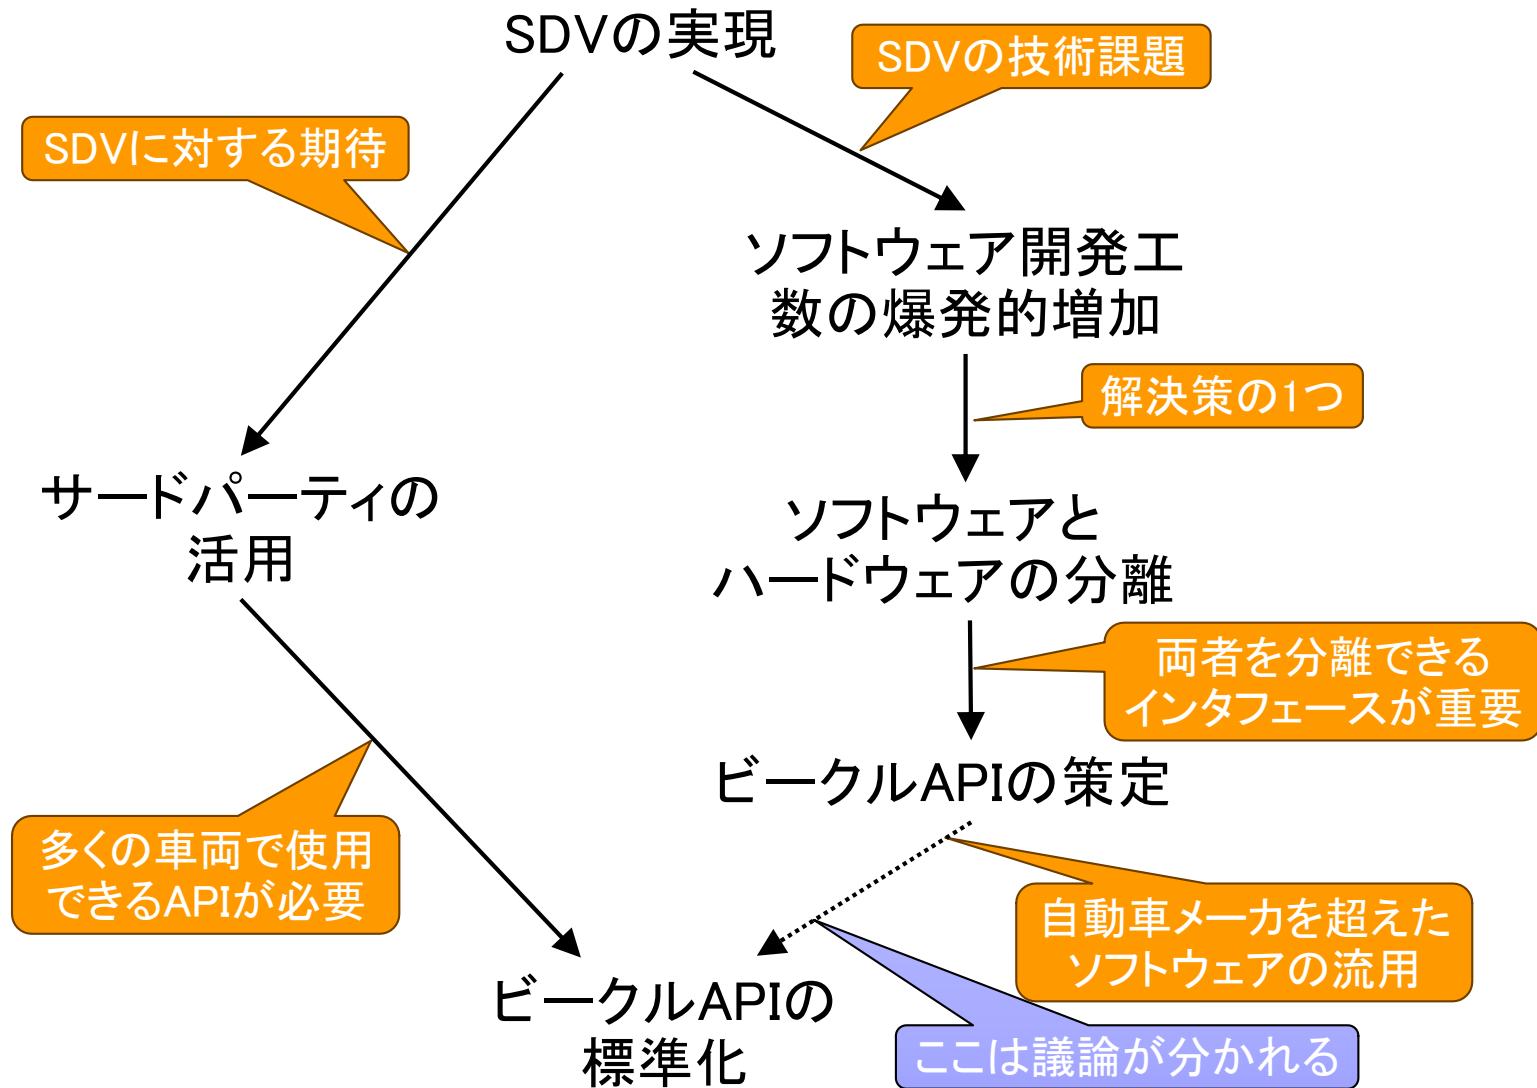 SDVの実現
SDVの技術課題
SDVに対する期待
ソフトウェア開発工
数の爆発的増加
解決策の1つ
サードパーティの
活用
ソフトウェアと
ハードウェアの分離
両者を分離できる
インタフェースが重要
ビークルAPIの策定
多くの車両で使用
できるAPIが必要
自動車メーカを超えた
ソフトウェアの流用
ビークルAPIの
標準化
ここは議論が分かれる